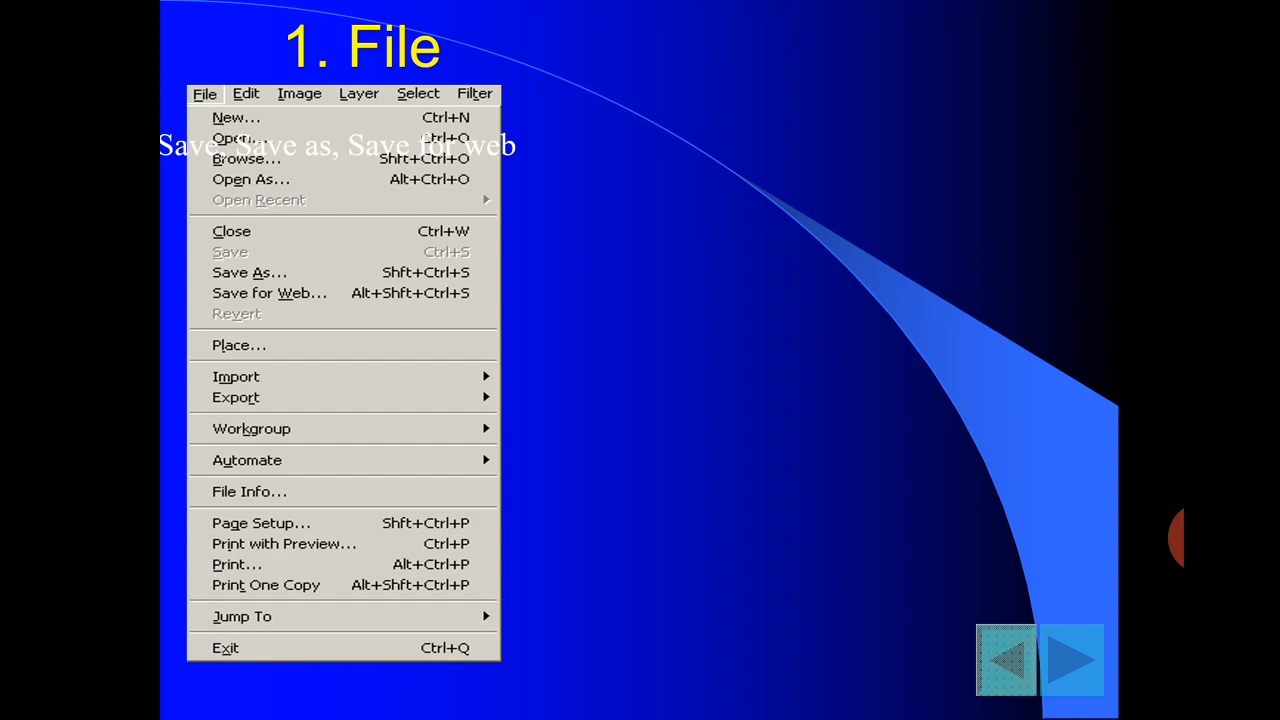 1. File
File Edit Image Layer Select Filter
New... Ctrl+N
Open... Ctrl+O
Save, Save as, Save for web
Browse... Shft+Ctrl+O
Open As... Alt+Ctrl+O
Open Recent
Close Ctrl+W
Save Ctrl+S
Save As... Shft+Ctrl+S
Save for Web... Alt+Shft+Ctrl+S
Revert
Place...
Import
Export
Workgroup
Automate
File Info...
Page Setup... Shft+Ctrl+P
Print with Preview... Ctrl+P
Print... Alt+Ctrl+P
Print One Copy Alt+Shft+Ctrl+P
Jump To
Exit Ctrl+Q